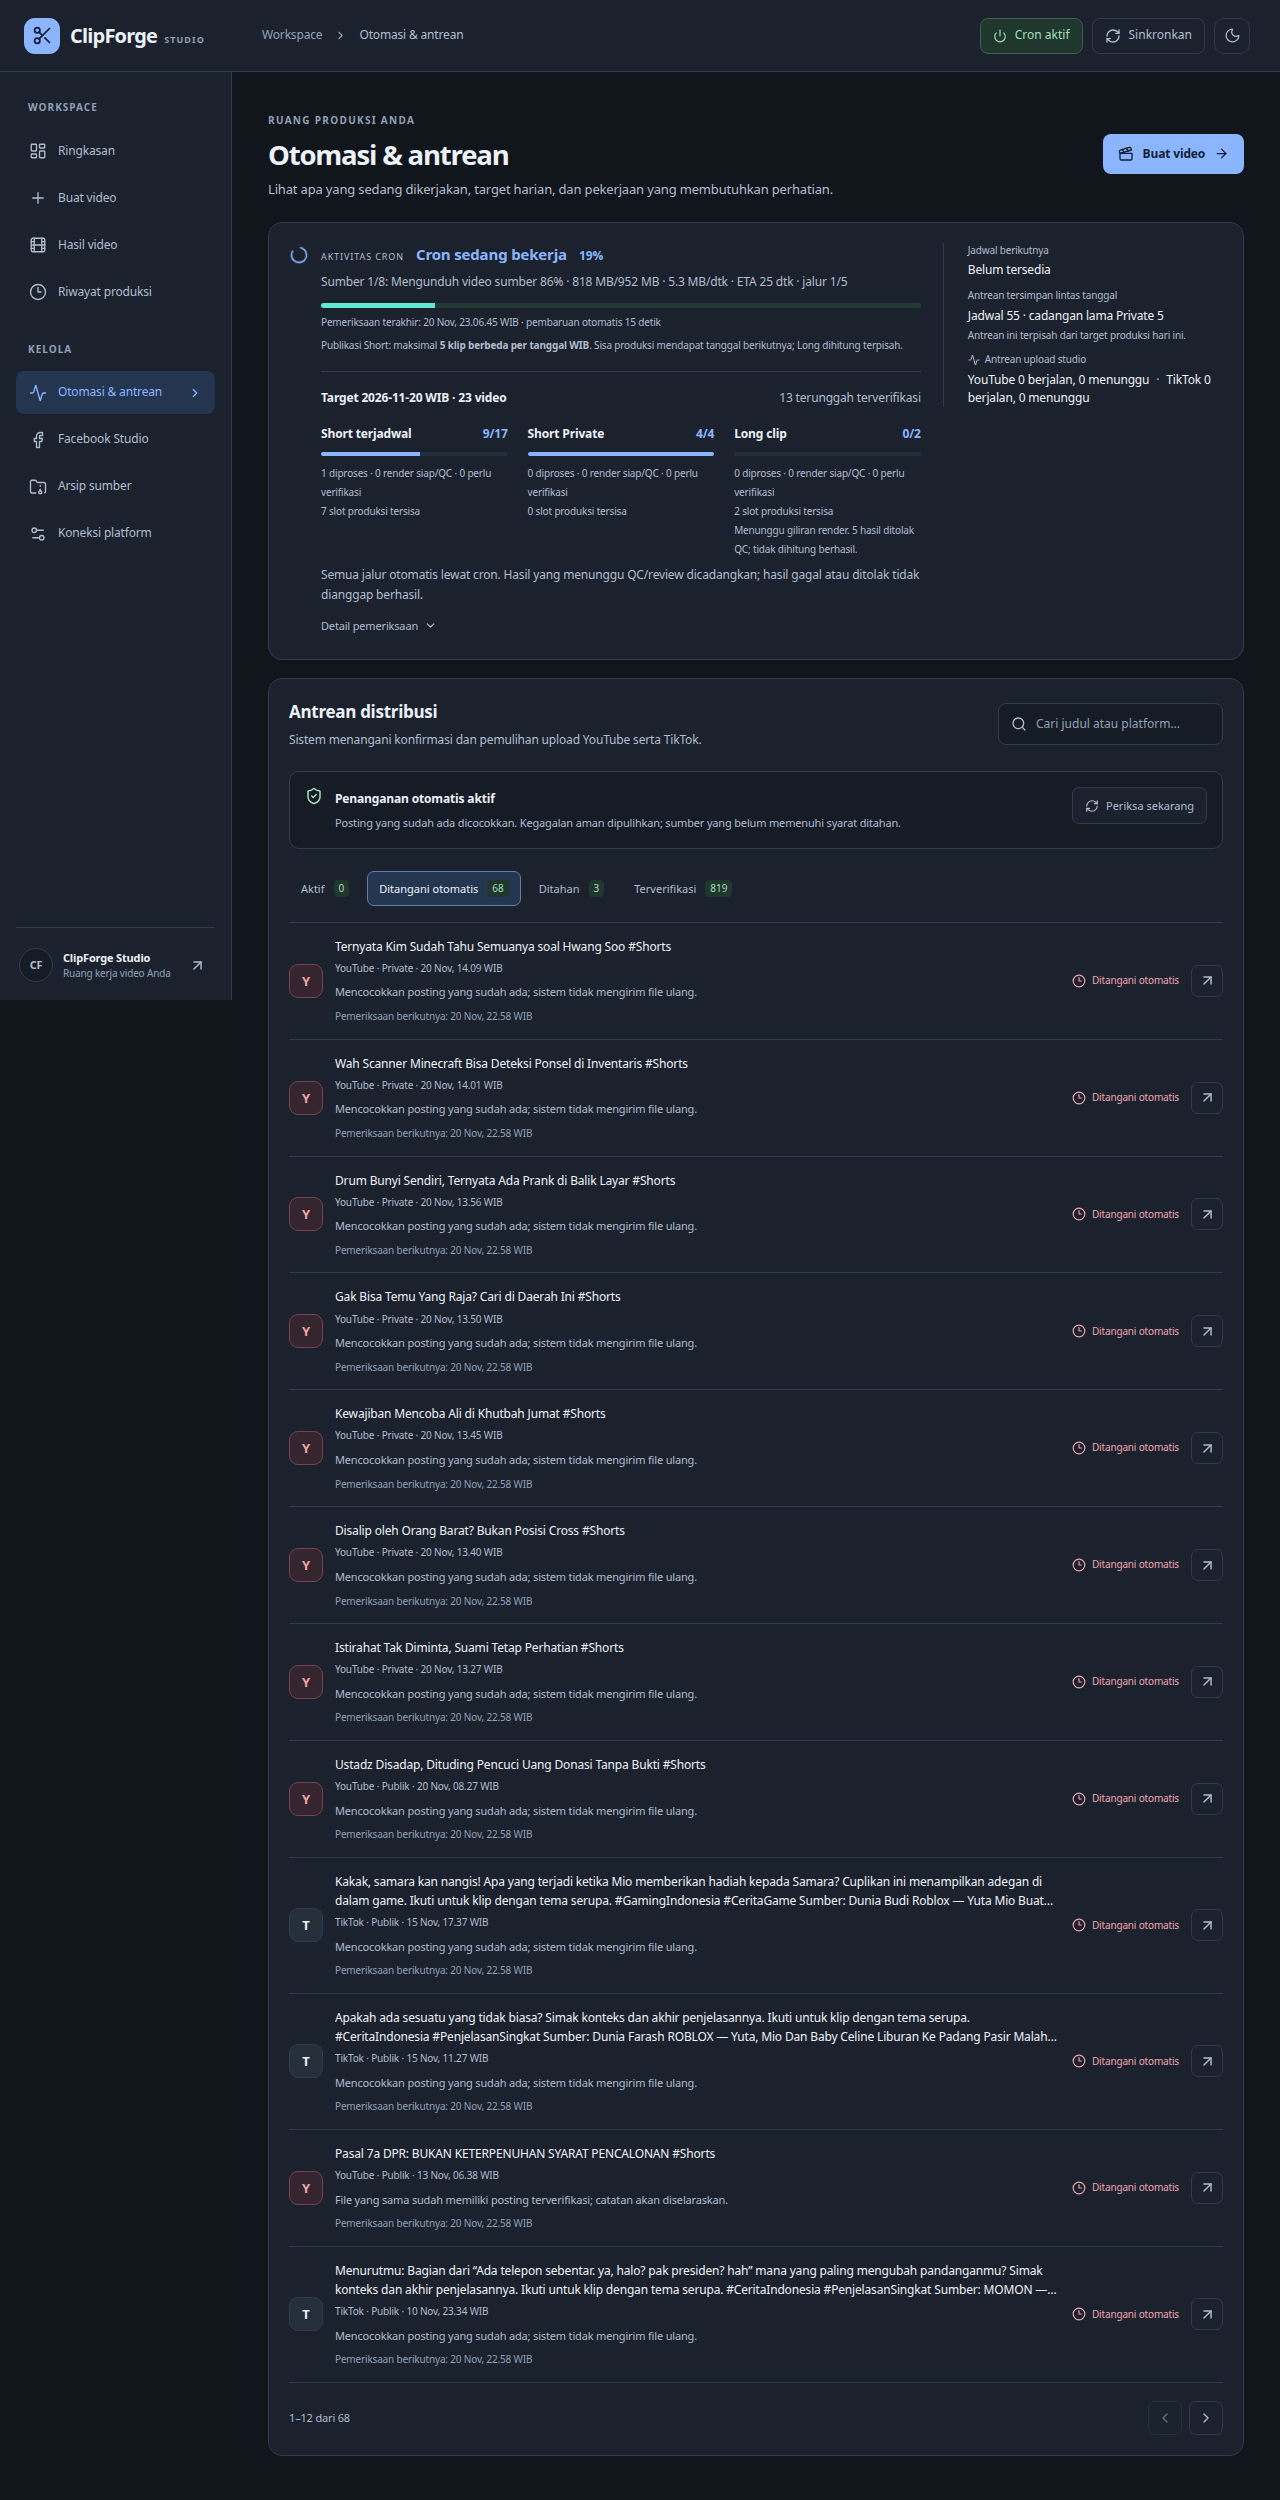 ClipForge STUDIO
Workspace > Otomasi & antrean
Cron aktif
Sinkronkan
WORKSPACE
Ringkasan
Buat video
Hasil video
Riwayat produksi
KELOLA
Otomasi & antrean
Facebook Studio
Arsip sumber
Koneksi platform
CF
ClipForge Studio
Ruang kerja video Anda
RUANG PRODUKSI ANDA
Otomasi & antrean
Lihat apa yang sedang dikerjakan, target harian, dan pekerjaan yang membutuhkan perhatian.
Buat video
AKTIVITAS CRON Cron sedang bekerja 19%
Sumber 1/8: Mengunduh video sumber 86% · 818 MB/952 MB · 5.3 MB/dtk · ETA 25 dtk · jalur 1/5
Pemeriksaan terakhir: 20 Nov, 23.06.45 WIB · pembaruan otomatis 15 detik
Publikasi Short: maksimal 5 klip berbeda per tanggal WIB. Sisa produksi mendapat tanggal berikutnya; Long dihitung terpisah.
Target 2026-11-20 WIB · 23 video
13 terunggah terverifikasi
Short terjadwal 9/17
1 diproses · 0 render siap/QC · 0 perlu
verifikasi
7 slot produksi tersisa
Short Private 4/4
0 diproses · 0 render siap/QC · 0 perlu
verifikasi
0 slot produksi tersisa
Long clip 0/2
0 diproses · 0 render siap/QC · 0 perlu
verifikasi
2 slot produksi tersisa
Menunggu giliran render. 5 hasil ditolak
QC; tidak dihitung berhasil.
Semua jalur otomatis lewat cron. Hasil yang menunggu QC/review dicadangkan; hasil gagal atau ditolak tidak
dianggap berhasil.
Detail pemeriksaan
Jadwal berikutnya
Belum tersedia
Antrean tersimpan lintas tanggal
Jadwal 55 · cadangan lama Private 5
Antrean ini terpisah dari target produksi hari ini.
Antrean upload studio
YouTube 0 berjalan, 0 menunggu · TikTok 0
berjalan, 0 menunggu
Antrean distribusi
Sistem menangani konfirmasi dan pemulihan upload YouTube serta TikTok.
Cari judul atau platform...
Penanganan otomatis aktif
Posting yang sudah ada dicocokkan. Kegagalan aman dipulihkan; sumber yang belum memenuhi syarat ditahan.
Periksa sekarang
Aktif 0
Ditangani otomatis 68
Ditahan 3
Terverifikasi 819
Y
Ternyata Kim Sudah Tahu Semuanya soal Hwang Soo #Shorts
YouTube · Private · 20 Nov, 14.09 WIB
Mencocokkan posting yang sudah ada; sistem tidak mengirim file ulang.
Pemeriksaan berikutnya: 20 Nov, 22.58 WIB
Ditangani otomatis
Y
Wah Scanner Minecraft Bisa Deteksi Ponsel di Inventaris #Shorts
YouTube · Private · 20 Nov, 14.01 WIB
Mencocokkan posting yang sudah ada; sistem tidak mengirim file ulang.
Pemeriksaan berikutnya: 20 Nov, 22.58 WIB
Ditangani otomatis
Y
Drum Bunyi Sendiri, Ternyata Ada Prank di Balik Layar #Shorts
YouTube · Private · 20 Nov, 13.56 WIB
Mencocokkan posting yang sudah ada; sistem tidak mengirim file ulang.
Pemeriksaan berikutnya: 20 Nov, 22.58 WIB
Ditangani otomatis
Y
Gak Bisa Temu Yang Raja? Cari di Daerah Ini #Shorts
YouTube · Private · 20 Nov, 13.50 WIB
Mencocokkan posting yang sudah ada; sistem tidak mengirim file ulang.
Pemeriksaan berikutnya: 20 Nov, 22.58 WIB
Ditangani otomatis
Y
Kewajiban Mencoba Ali di Khutbah Jumat #Shorts
YouTube · Private · 20 Nov, 13.45 WIB
Mencocokkan posting yang sudah ada; sistem tidak mengirim file ulang.
Pemeriksaan berikutnya: 20 Nov, 22.58 WIB
Ditangani otomatis
Y
Disalip oleh Orang Barat? Bukan Posisi Cross #Shorts
YouTube · Private · 20 Nov, 13.40 WIB
Mencocokkan posting yang sudah ada; sistem tidak mengirim file ulang.
Pemeriksaan berikutnya: 20 Nov, 22.58 WIB
Ditangani otomatis
Y
Istirahat Tak Diminta, Suami Tetap Perhatian #Shorts
YouTube · Private · 20 Nov, 13.27 WIB
Mencocokkan posting yang sudah ada; sistem tidak mengirim file ulang.
Pemeriksaan berikutnya: 20 Nov, 22.58 WIB
Ditangani otomatis
Y
Ustadz Disadap, Dituding Pencuci Uang Donasi Tanpa Bukti #Shorts
YouTube · Publik · 20 Nov, 08.27 WIB
Mencocokkan posting yang sudah ada; sistem tidak mengirim file ulang.
Pemeriksaan berikutnya: 20 Nov, 22.58 WIB
Ditangani otomatis
T
Kakak, samara kan nangis! Apa yang terjadi ketika Mio memberikan hadiah kepada Samara? Cuplikan ini menampilkan adegan di
dalam game. Ikuti untuk klip dengan tema serupa. #GamingIndonesia #CeritaGame Sumber: Dunia Budi Roblox — Yuta Mio Buat...
TikTok · Publik · 15 Nov, 17.37 WIB
Mencocokkan posting yang sudah ada; sistem tidak mengirim file ulang.
Pemeriksaan berikutnya: 20 Nov, 22.58 WIB
Ditangani otomatis
T
Apakah ada sesuatu yang tidak biasa? Simak konteks dan akhir penjelasannya. Ikuti untuk klip dengan tema serupa.
#CeritaIndonesia #PenjelasanSingkat Sumber: Dunia Farash ROBLOX — Yuta, Mio Dan Baby Celine Liburan Ke Padang Pasir Malah...
TikTok · Publik · 15 Nov, 11.27 WIB
Mencocokkan posting yang sudah ada; sistem tidak mengirim file ulang.
Pemeriksaan berikutnya: 20 Nov, 22.58 WIB
Ditangani otomatis
Y
Pasal 7a DPR: BUKAN KETERPENUHAN SYARAT PENCALONAN #Shorts
YouTube · Publik · 13 Nov, 06.38 WIB
File yang sama sudah memiliki posting terverifikasi; catatan akan diselaraskan.
Pemeriksaan berikutnya: 20 Nov, 22.58 WIB
Ditangani otomatis
T
Menurutmu: Bagian dari “Ada telepon sebentar. ya, halo? pak presiden? hah” mana yang paling mengubah pandanganmu? Simak
konteks dan akhir penjelasannya. Ikuti untuk klip dengan tema serupa. #CeritaIndonesia #PenjelasanSingkat Sumber: MOMON —...
TikTok · Publik · 10 Nov, 23.34 WIB
Mencocokkan posting yang sudah ada; sistem tidak mengirim file ulang.
Pemeriksaan berikutnya: 20 Nov, 22.58 WIB
Ditangani otomatis
1–12 dari 68